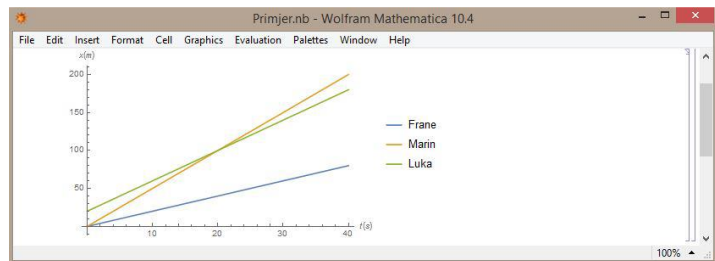 Primjer.nb - Wolfram Mathematica 10.4
File Edit Insert Format Cell Graphics Evaluation Palettes Window Help
x(m)
200
150
100
50
10 20 30 40 t(s)
Frane
Marin
Luka
100%